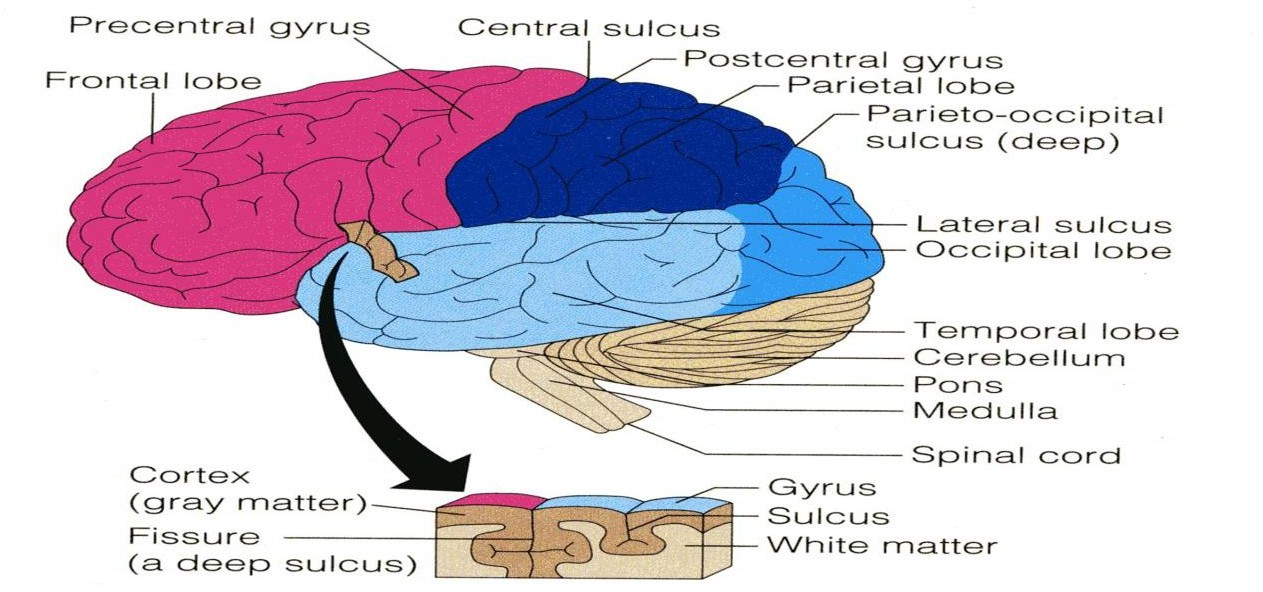 Precentral gyrus
Central sulcus
Frontal lobe
Postcentral gyrus
Parietal lobe
Parieto-occipital
sulcus (deep)
Lateral sulcus
Occipital lobe
Temporal lobe
Cerebellum
Pons
Medulla
Spinal cord
Cortex
(gray matter)
Fissure
(a deep sulcus)
Gyrus
Sulcus
White matter